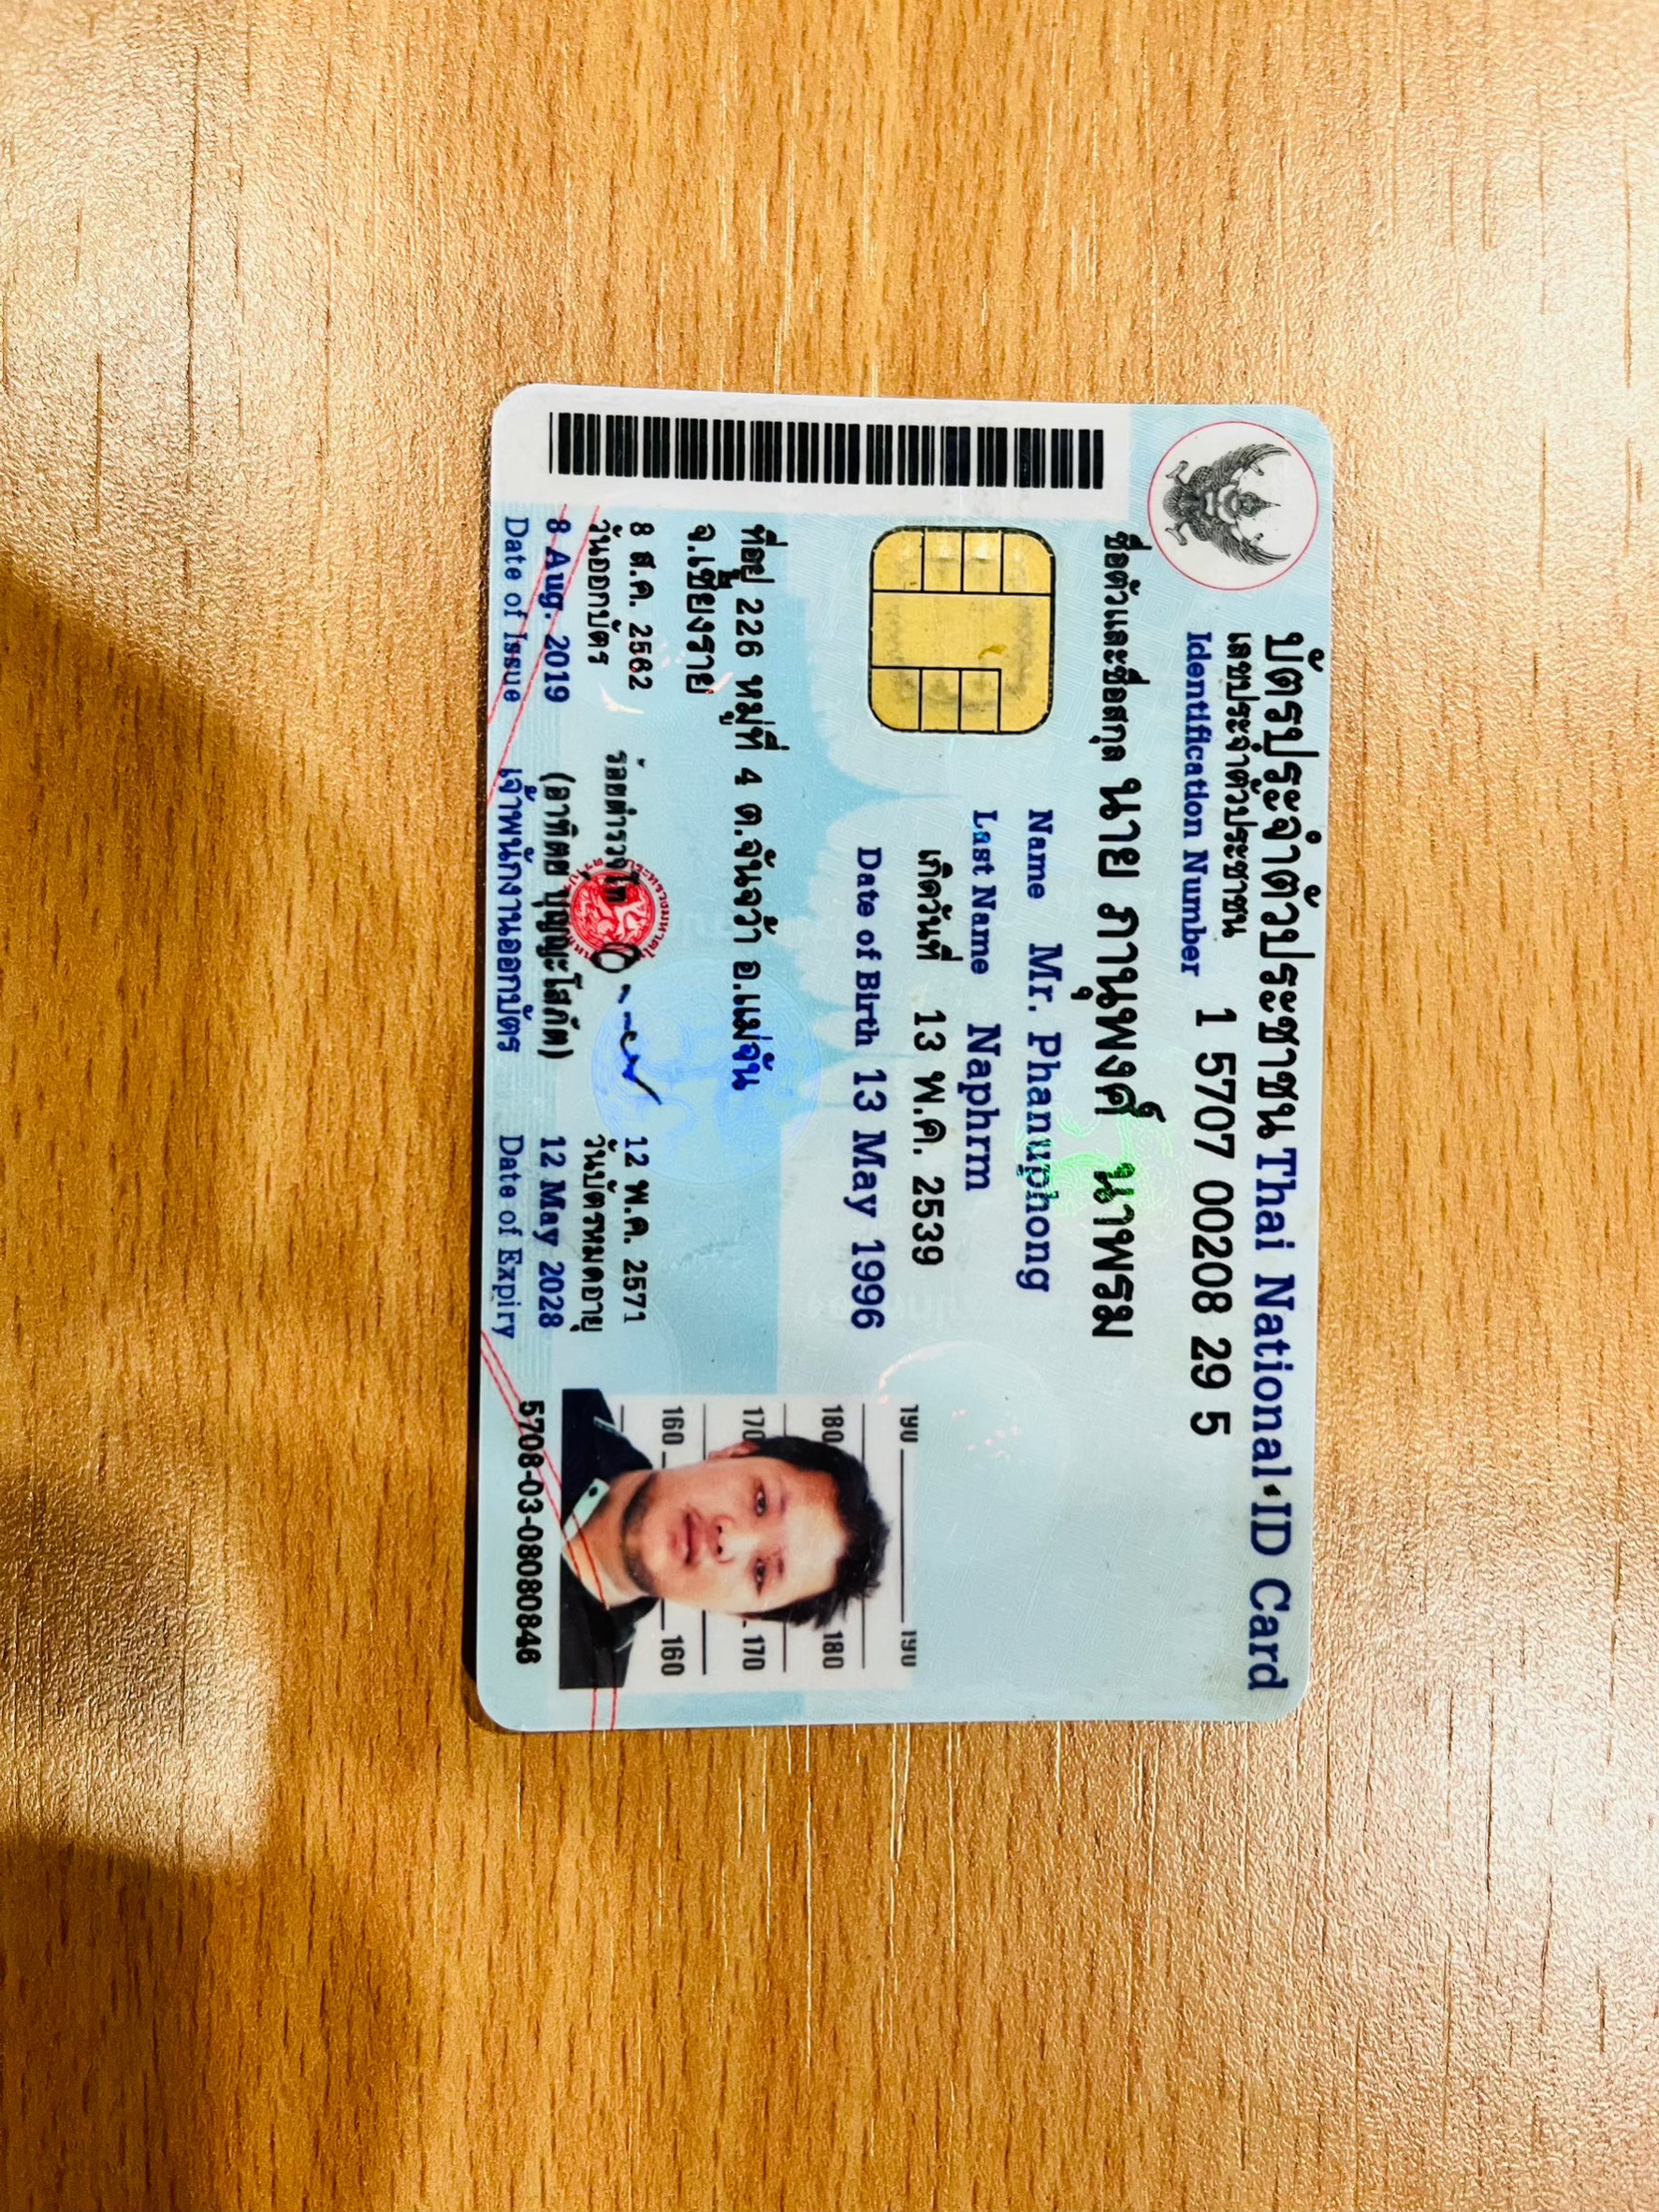 บัตรประจำตัวประชาชน Thai National ID Card
เลขประจำตัวประชาชน
Identification Number
1 5707 00208 29 5
ชื่อตัวและชื่อสกุล นาย ภานุพงศ์ นาพรม
Name Mr. Phanuphong
Last Name Naphrm
เกิดวันที่ 13 พ.ค. 2539
Date of Birth 13 May 1996
ที่อยู่ 226 หมู่ที่ 4 ต.จันจว้า อ.แม่จัน
จ.เชียงราย
8 ส.ค. 2562
วันออกบัตร
8 Aug. 2019
Date of Issue
ร้อยตำรวจโท
(อาทิตย์ บุญญะโสภัต)
เจ้าพนักงานออกบัตร
12 พ.ค. 2571
วันบัตรหมดอายุ
12 May 2028
Date of Expiry
190 190
180 180
170 170
160 160
5708-03-08080846